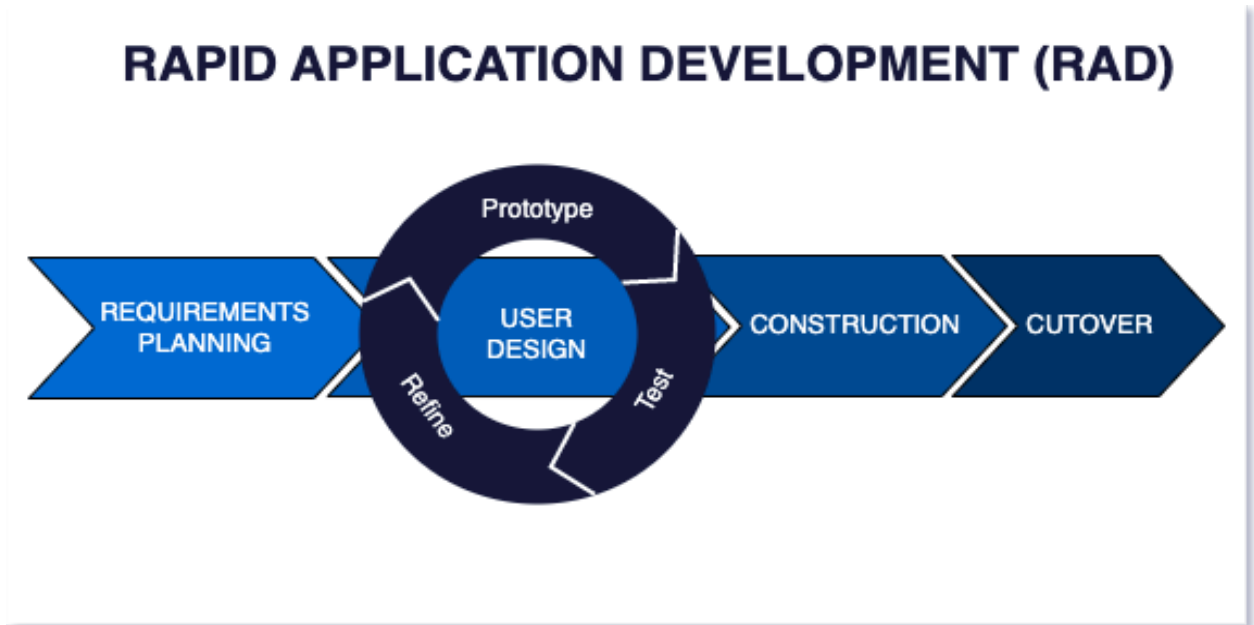 RAPID APPLICATION DEVELOPMENT (RAD)
Prototype
REQUIREMENTS
PLANNING
USER
DESIGN
CONSTRUCTION
CUTOVER
Refine
Test